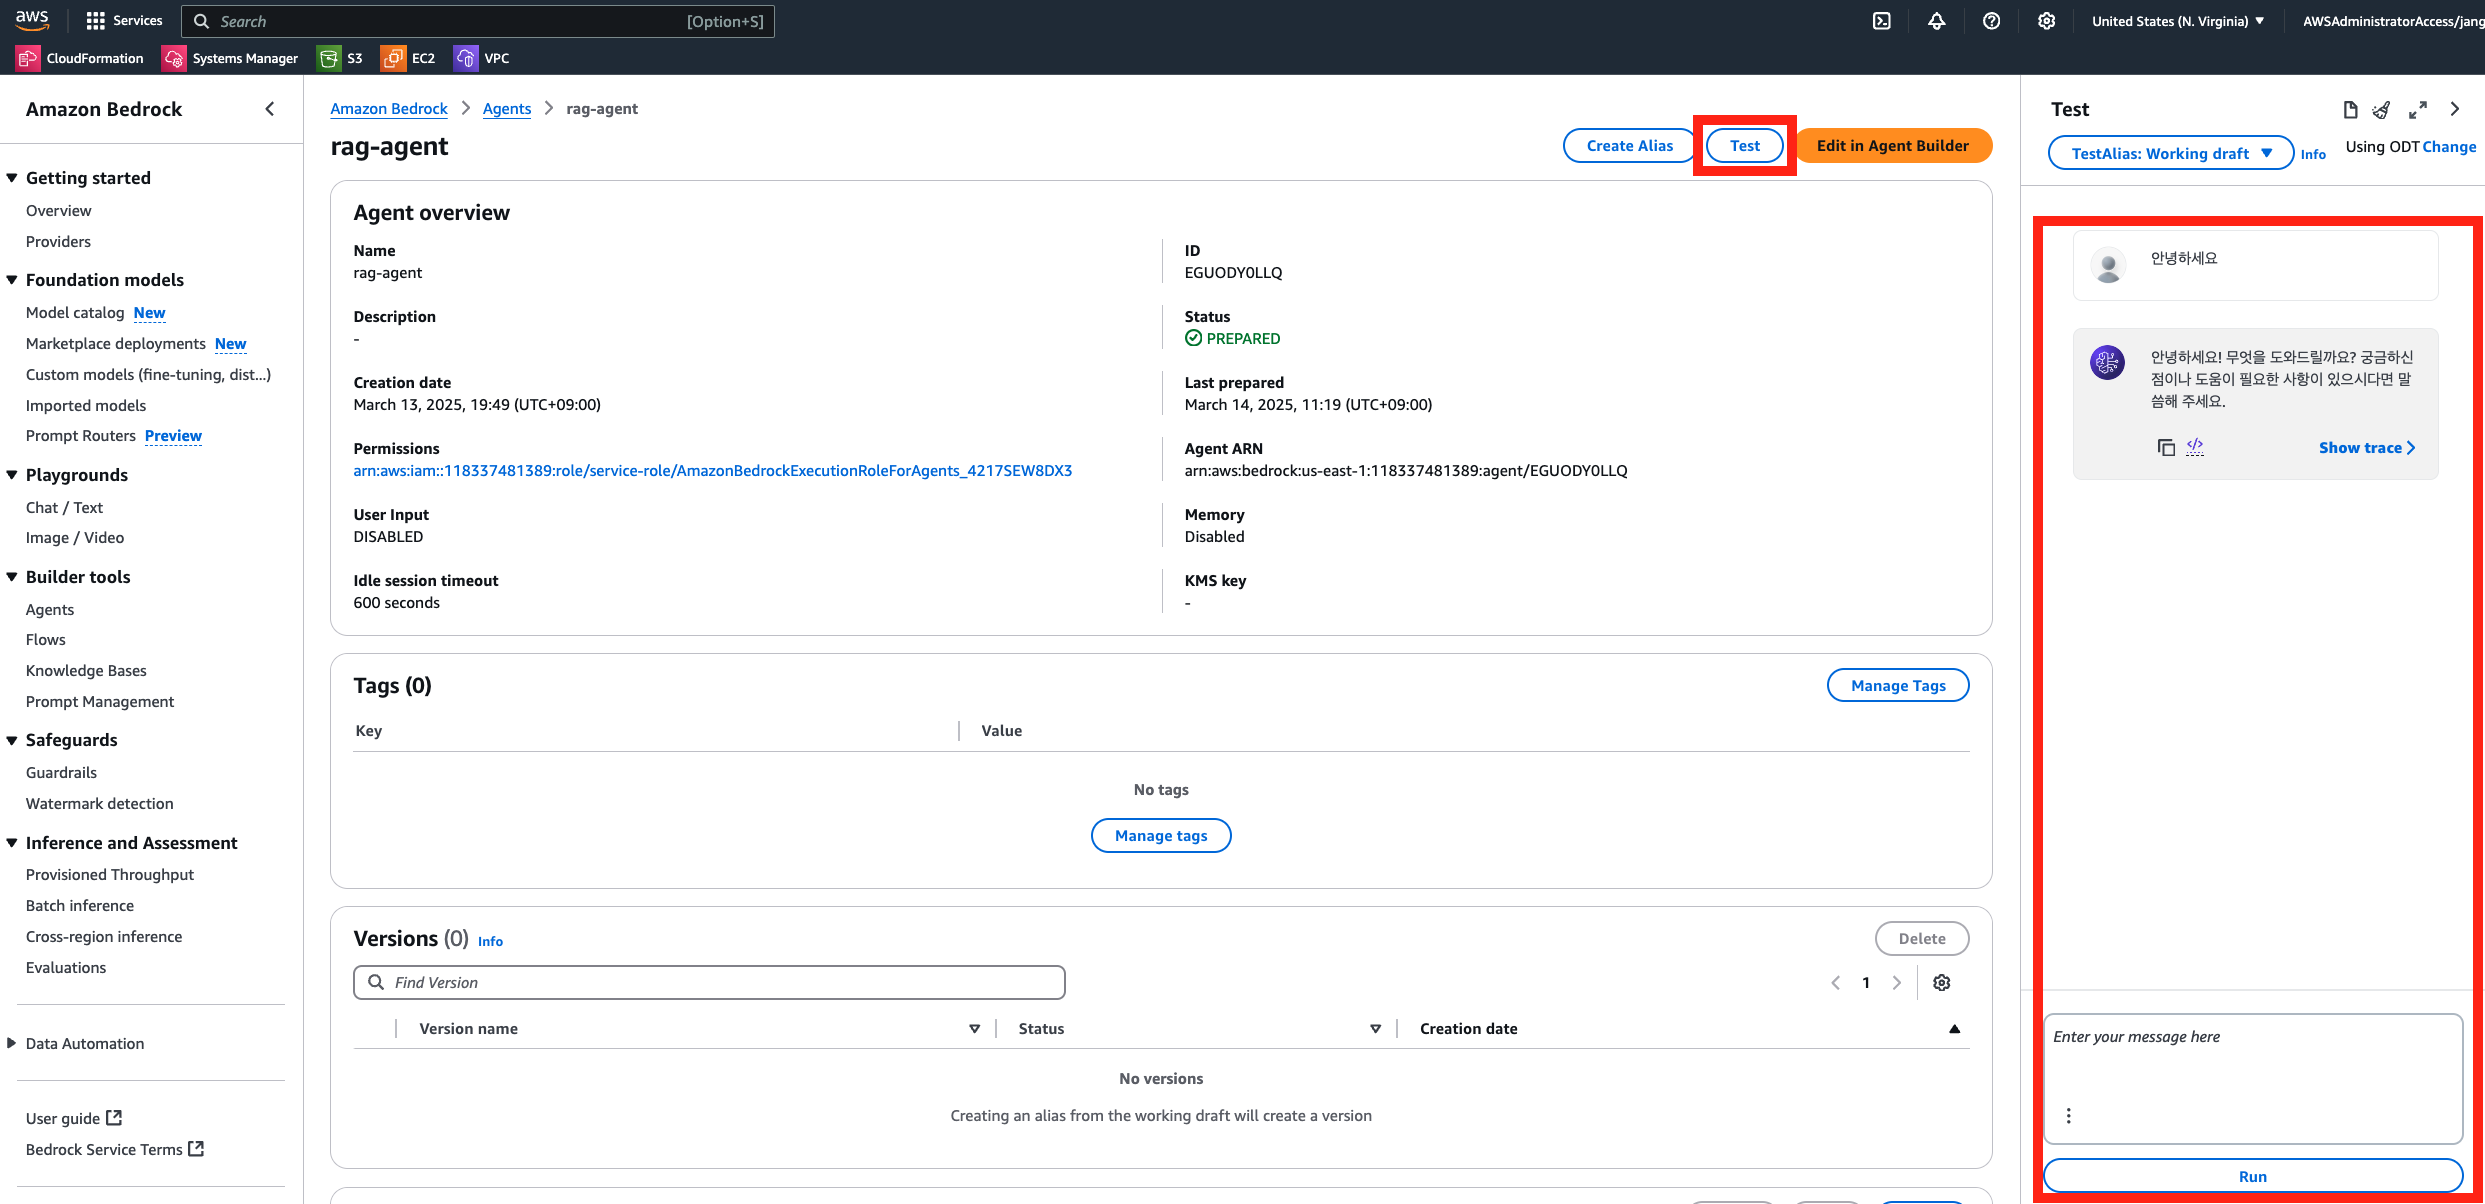 aws
Services
Search
[Option+S]
United States (N. Virginia)
AWSAdministratorAccess/jang
CloudFormation
Systems Manager
S3
EC2
VPC
Amazon Bedrock
Getting started
Overview
Providers
Foundation models
Model catalog New
Marketplace deployments New
Custom models (fine-tuning, dist...)
Imported models
Prompt Routers Preview
Playgrounds
Chat / Text
Image / Video
Builder tools
Agents
Flows
Knowledge Bases
Prompt Management
Safeguards
Guardrails
Watermark detection
Inference and Assessment
Provisioned Throughput
Batch inference
Cross-region inference
Evaluations
Data Automation
User guide
Bedrock Service Terms
Amazon Bedrock
Agents
rag-agent
rag-agent
Create Alias
Test
Edit in Agent Builder
Agent overview
Name
rag-agent
ID
EGUODY0LLQ
Description
-
Status
PREPARED
Creation date
March 13, 2025, 19:49 (UTC+09:00)
Last prepared
March 14, 2025, 11:19 (UTC+09:00)
Permissions
arn:aws:iam::118337481389:role/service-role/AmazonBedrockExecutionRoleForAgents_4217SEW8DX3
Agent ARN
arn:aws:bedrock:us-east-1:118337481389:agent/EGUODY0LLQ
User Input
DISABLED
Memory
Disabled
Idle session timeout
600 seconds
KMS key
-
Tags (0)
Manage Tags
Key
Value
No tags
Manage tags
Versions (0) Info
Delete
Find Version
1
Version name
Status
Creation date
No versions
Creating an alias from the working draft will create a version
Test
TestAlias: Working draft
Info
Using ODT Change
안녕하세요
안녕하세요! 무엇을 도와드릴까요? 궁금하신
점이나 도움이 필요한 사항이 있으시다면 말
씀해 주세요.
Show trace
Enter your message here
Run